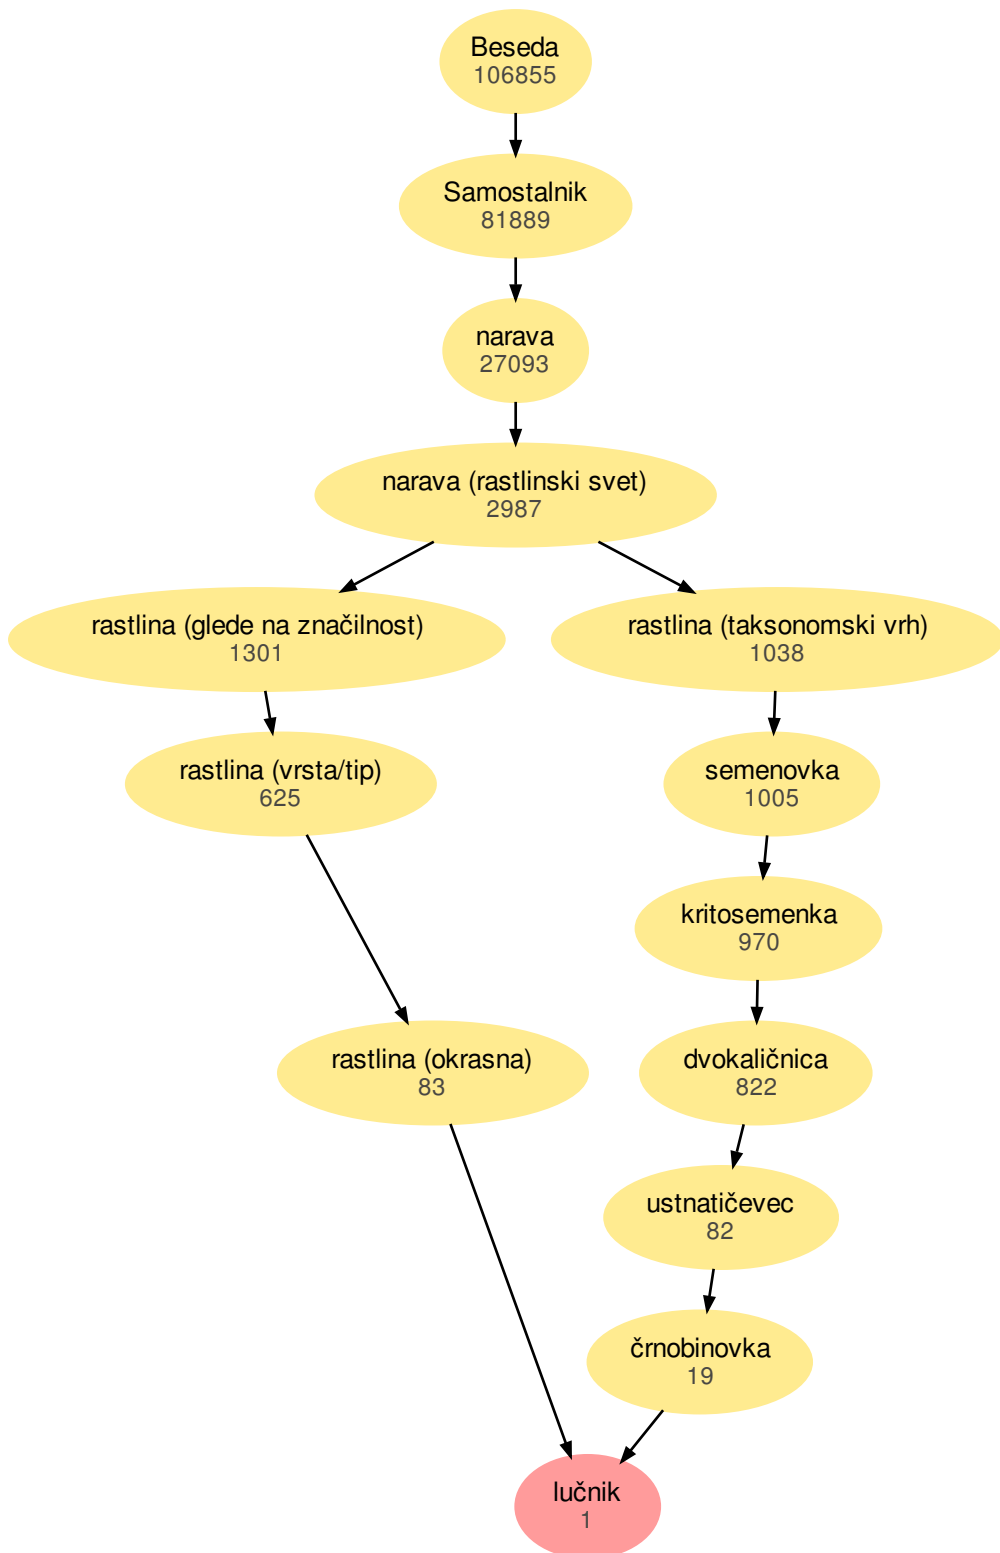 Beseda
106855
Samostalnik
81889
narava
27093
narava (rastlinski svet)
2987
rastlina (glede na značilnost)
1301
rastlina (taksonomski vrh)
1038
rastlina (vrsta/tip)
625
semenovka
1005
kritosemenka
970
rastlina (okrasna)
83
dvokaličnica
822
ustnatičevec
82
črnobinovka
19
lučnik
1